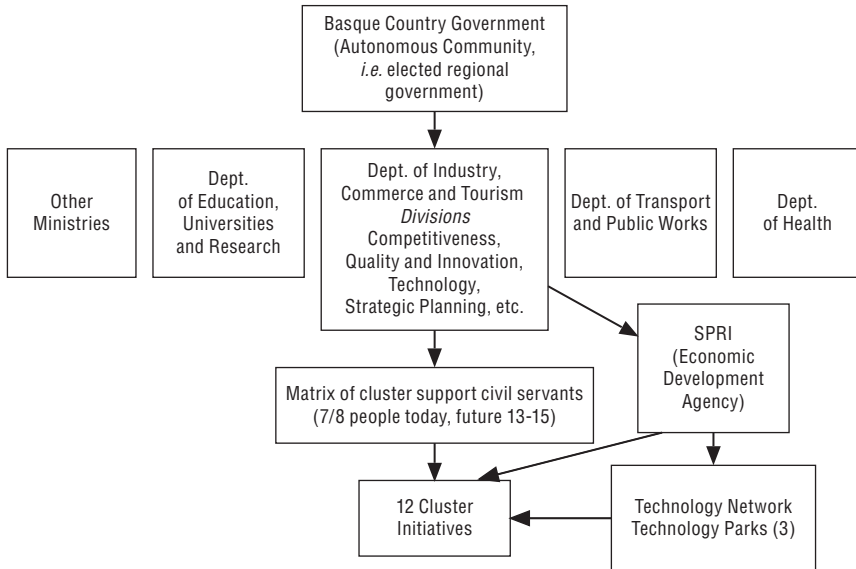 Basque Country Government
(Autonomous Community,
i.e. elected regional
government)
Other
Ministries
Dept.
of Education,
Universities
and Research
Dept. of Industry,
Commerce and Tourism
Divisions
Competitiveness,
Quality and Innovation,
Technology,
Strategic Planning, etc.
Dept. of Transport
and Public Works
Dept.
of Health
SPRI
(Economic
Development
Agency)
Matrix of cluster support civil servants
(7/8 people today, future 13-15)
12 Cluster
Initiatives
Technology Network
Technology Parks (3)